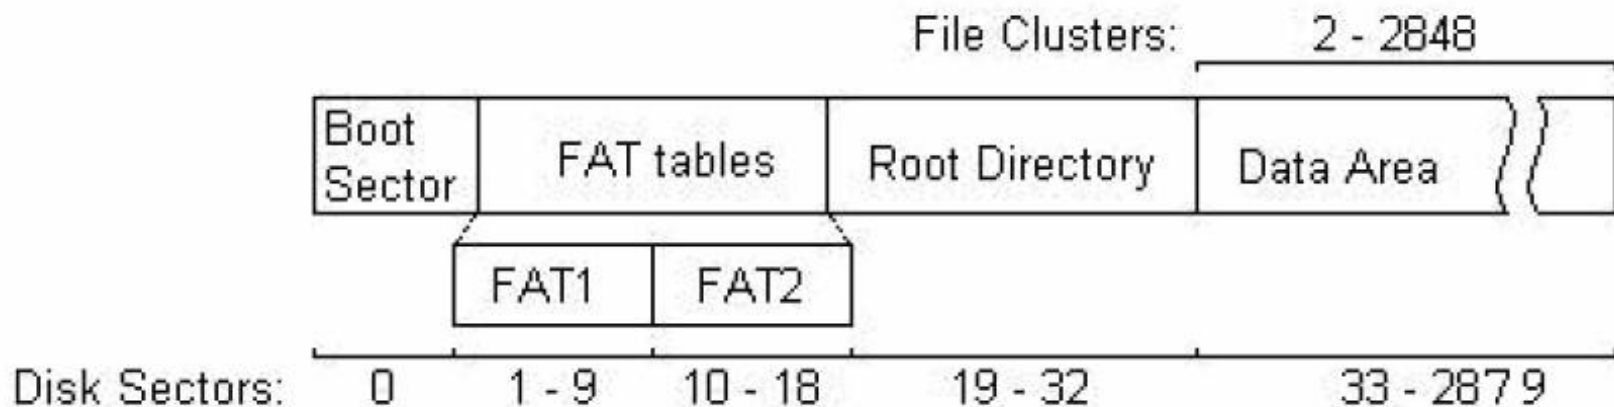 File Clusters: 2 - 2848
Boot
Sector
FAT tables
Root Directory
Data Area
FAT1
FAT2
Disk Sectors: 0 1 - 9 10 - 18 19 - 32 33 - 2879